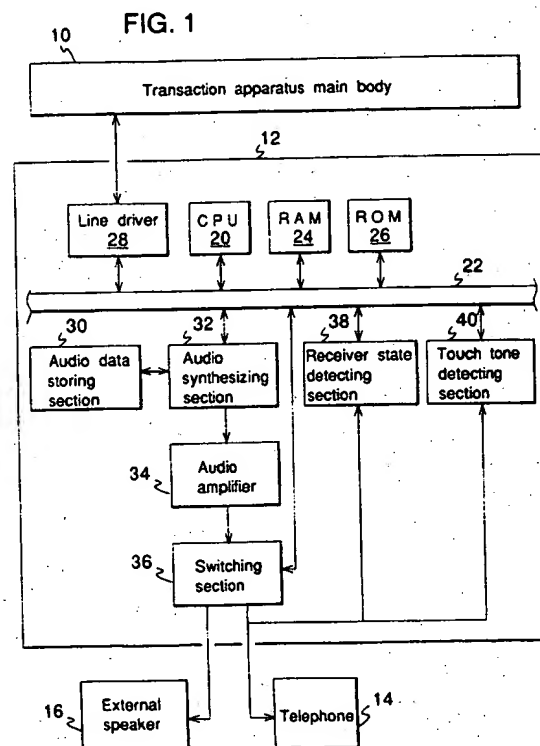 FIG. 1
10
Transaction apparatus main body
12
Line driver
28
CPU
20
RAM
24
ROM
26
22
30
Audio data
storing
section
32
Audio
synthesizing
section
38
Receiver state
detecting
section
40
Touch tone
detecting
section
34
Audio
amplifier
36
Switching
section
16
External
speaker
Telephone
14